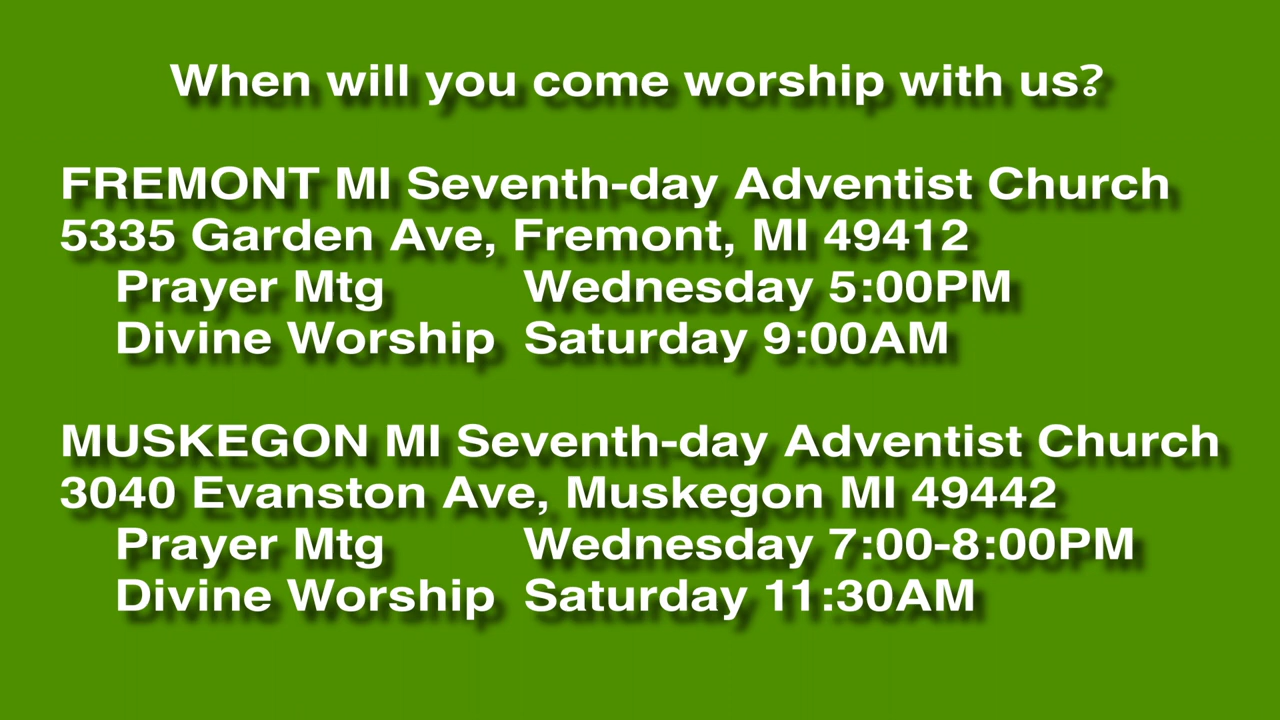 When will you come worship with us?
FREMONT MI Seventh-day Adventist Church
5335 Garden Ave, Fremont, MI 49412
Prayer Mtg Wednesday 5:00PM
Divine Worship Saturday 9:00AM
MUSKEGON MI Seventh-day Adventist Church
3040 Evanston Ave, Muskegon MI 49442
Prayer Mtg Wednesday 7:00-8:00PM
Divine Worship Saturday 11:30AM